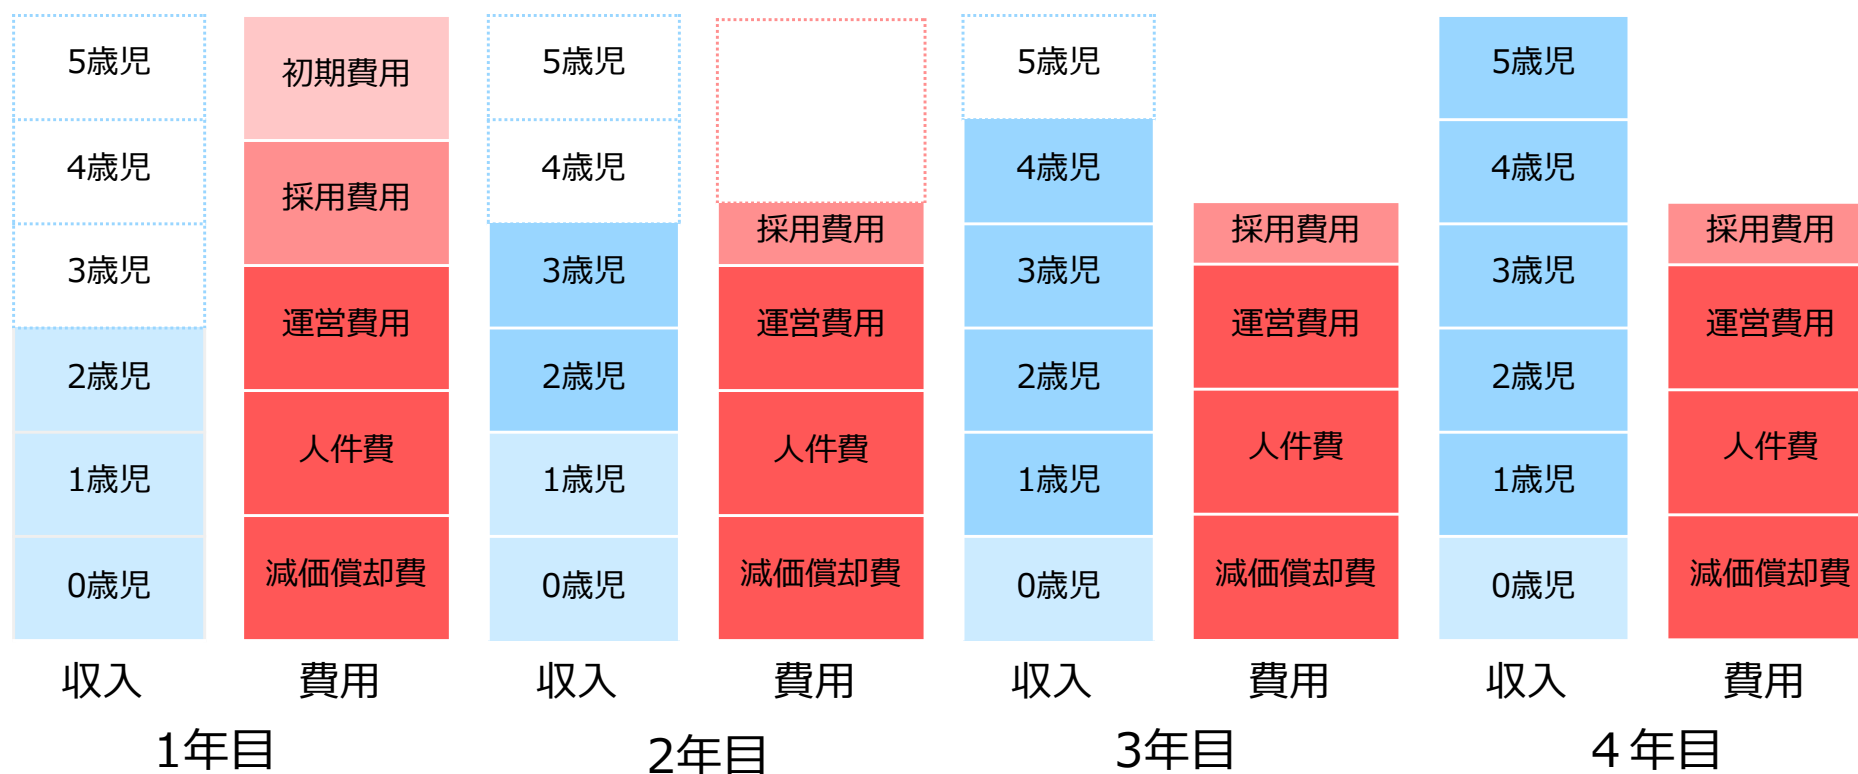 5歳児
4歳児
3歳児
2歳児
1歳児
0歳児
収入
初期費用
採用費用
運営費用
人件費
減価償却費
費用
1年目
5歳児
4歳児
3歳児
2歳児
1歳児
0歳児
収入
採用費用
運営費用
人件費
減価償却費
費用
2年目
5歳児
4歳児
3歳児
2歳児
1歳児
0歳児
収入
採用費用
運営費用
人件費
減価償却費
費用
3年目
5歳児
4歳児
3歳児
2歳児
1歳児
0歳児
収入
採用費用
運営費用
人件費
減価償却費
費用
４年目